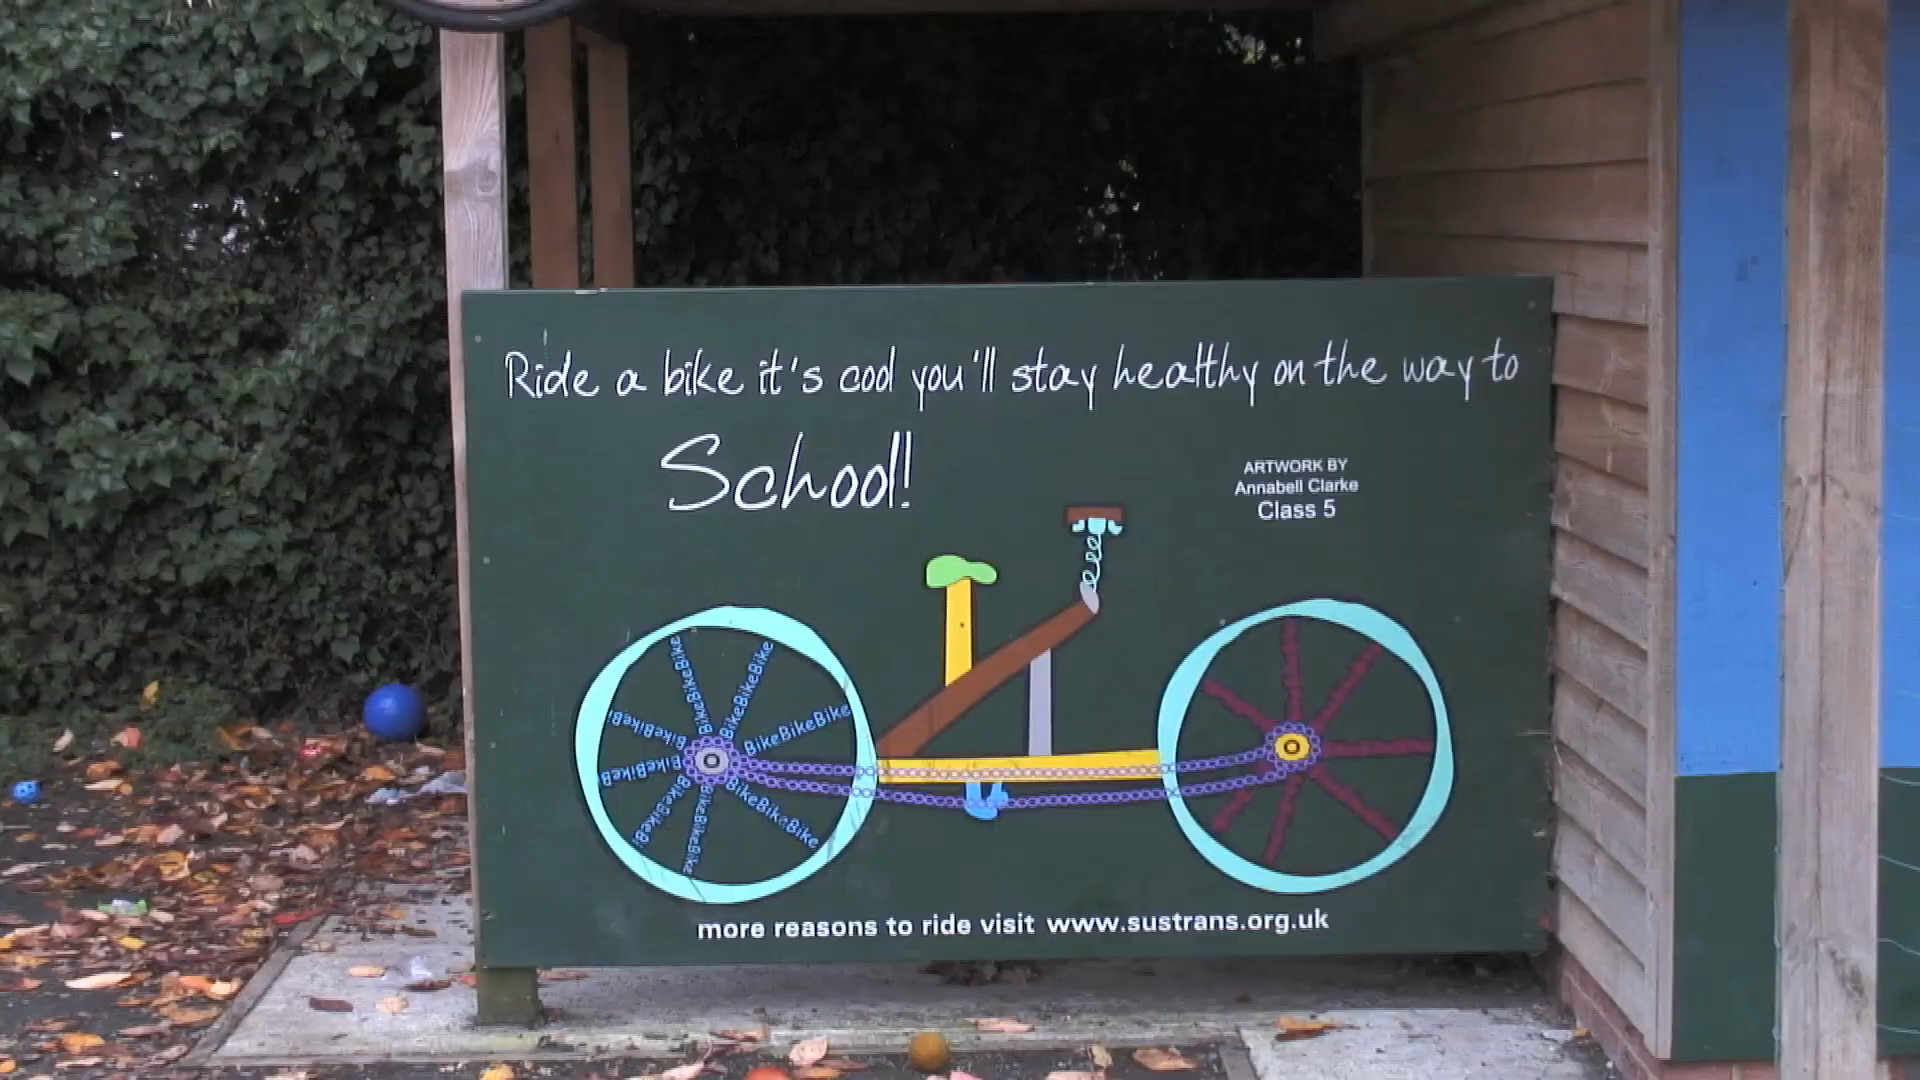 Ride a bike it's cool you'll stay healthy on the way to
School!
ARTWORK BY
Annabell Clarke
Class 5
BikeBikeBike
BikeBikeBike
BikeBikeBike
BikeBikeBike
more reasons to ride visit www.sustrans.org.uk